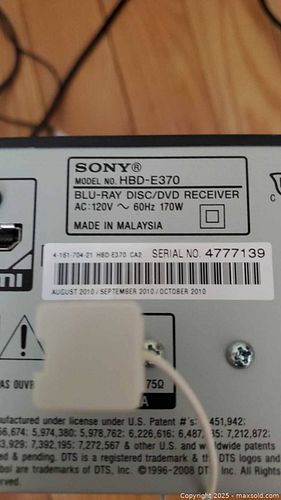 SONY®
MODEL NO. HBD-E370
BLU-RAY DISC/DVD RECEIVER
AC:120V ~ 60Hz 170W
MADE IN MALAYSIA
mi
4-181-704-21 HBD-E370 CA2 SERIAL NO. 4777139
AUGUST 2010 / SEPTEMBER 2010 / OCTOBER 2010
75Ω
AS OUVR
A
ufactured under license under U.S. Patent #'s: 451,942;
6,674; 5,974,380; 5,978,762; 6,226,616; 6,487, 35; 7,212,872;
3,929; 7,392,195; 7,272,567 & other U.S. and worldwide patents
d & pending. DTS is a registered trademark & the DTS logos and
bol are trademarks of DTS, Inc. ©1996-2008 DTS, Inc. All Rights
Copyright 2025 - maxsold.com